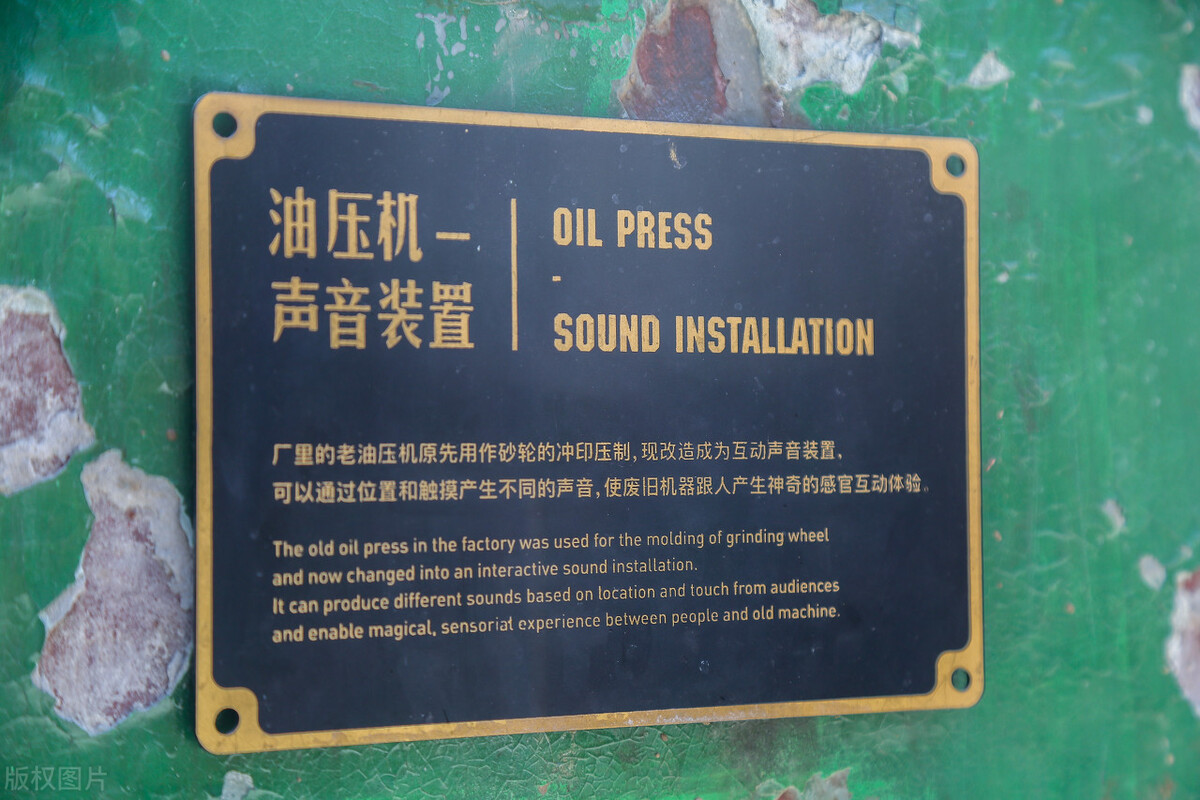 油压机－
声音装置
OIL PRESS
-
SOUND INSTALLATION
厂里的老油压机原先用作砂轮的冲印压制,现改造成为互动声音装置,
可以通过位置和触摸产生不同的声音,使废旧机器跟人产生神奇的感官互动体验。
The old oil press in the factory was used for the molding of grinding wheel
and now changed into an interactive sound installation.
It can produce different sounds based on location and touch from audiences
and enable magical, sensorial experience between people and old machine.
版权图片